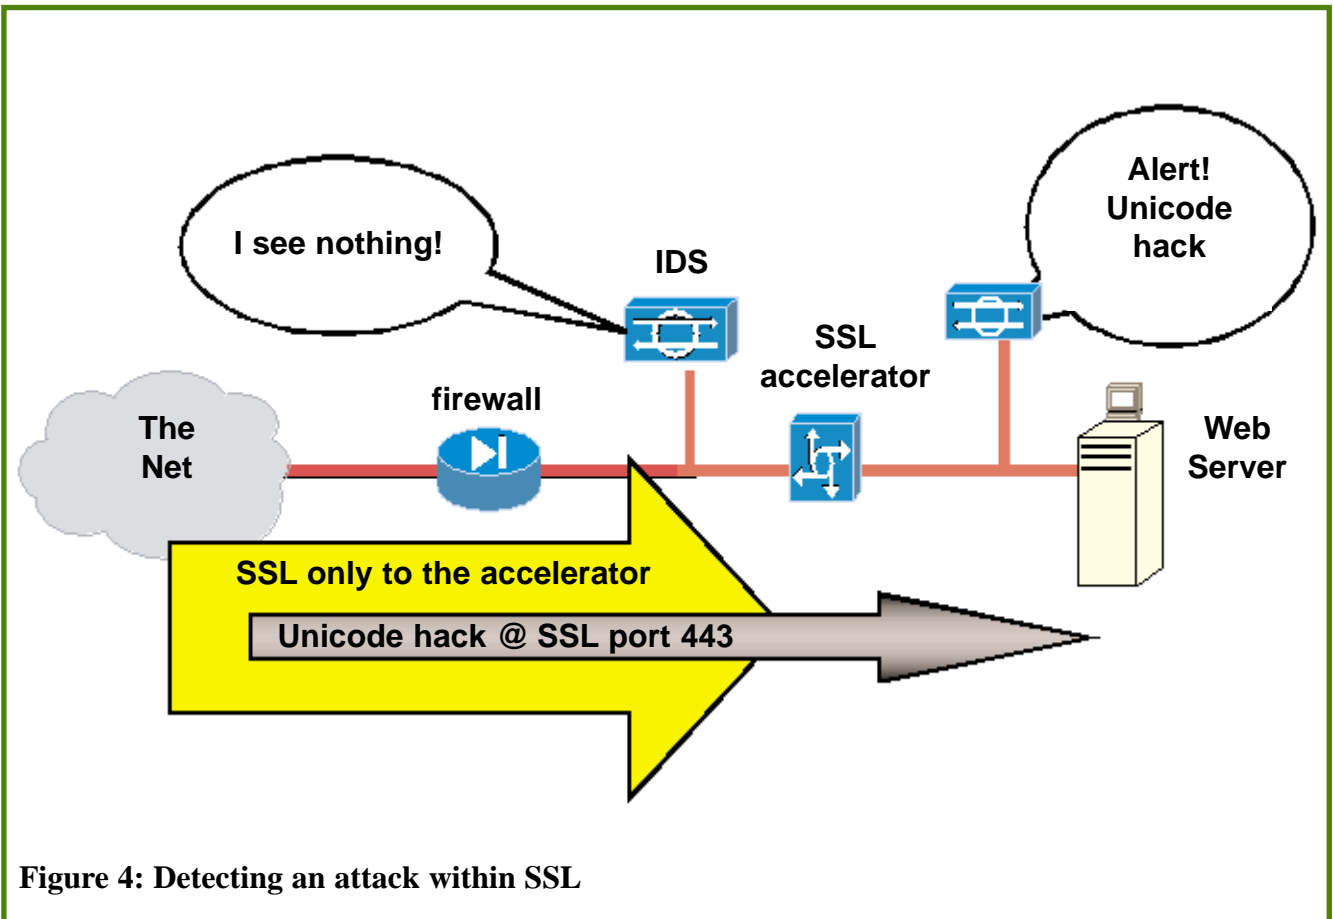 I see nothing!
Alert!
Unicode
hack
IDS
SSL
accelerator
firewall
The
Net
Web
Server
SSL only to the accelerator
Unicode hack @ SSL port 443
Figure 4: Detecting an attack within SSL